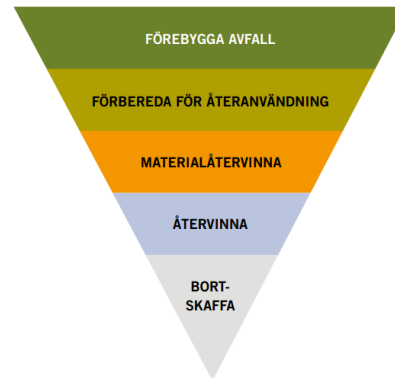 FÖREBYGGA AVFALL
FÖRBEREDA FÖR ÅTERANVÄNDNING
MATERIALÅTERVINNA
ÅTERVINNA
BORT-
SKAFFA